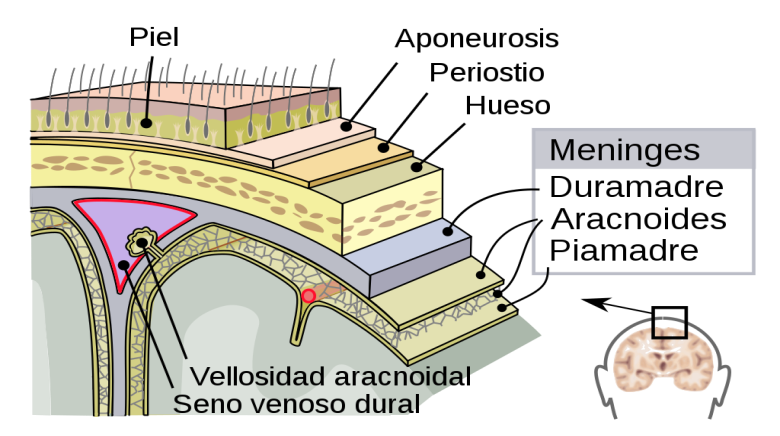 Piel
Aponeurosis
Periostio
Hueso
Meninges
Duramadre
Aracnoides
Piamadre
Vellosidad aracnoidal
Seno venoso dural